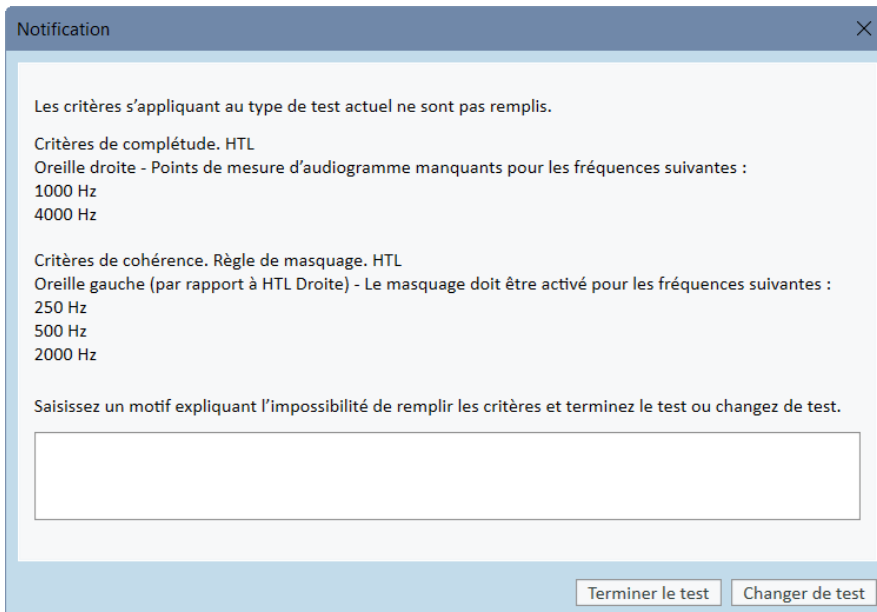 Notification
Les critères s’appliquant au type de test actuel ne sont pas remplis.
Critères de complétude. HTL
Oreille droite - Points de mesure d’audiogramme manquants pour les fréquences suivantes :
1000 Hz
4000 Hz
Critères de cohérence. Règle de masquage. HTL
Oreille gauche (par rapport à HTL Droite) - Le masquage doit être activé pour les fréquences suivantes :
250 Hz
500 Hz
2000 Hz
Saisissez un motif expliquant l’impossibilité de remplir les critères et terminez le test ou changez de test.
Terminer le test
Changer de test